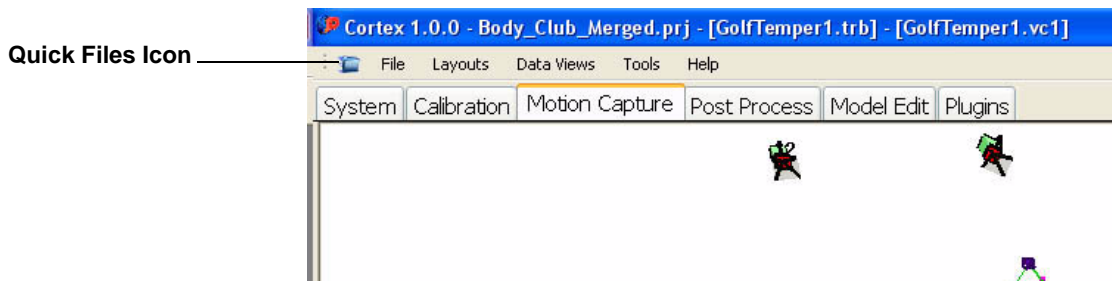 Cortex 1.0.0 - Body_Club_Merged.prj - [GolfTemper1.trb] - [GolfTemper1.vc1]
Quick Files Icon
File Layouts Data Views Tools Help
System Calibration Motion Capture Post Process Model Edit Plugins